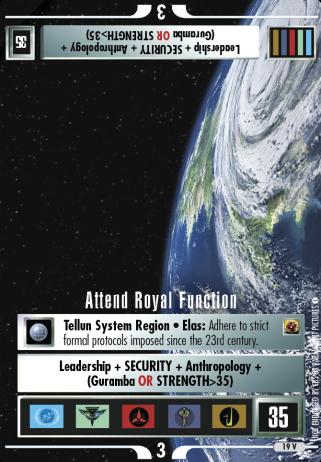 3
Leadership + SECURITY + Anthropology +
(Guramba OR STRENGTH>35)
35
Attend Royal Function
Tellun System Region • Elas: Adhere to strict
formal protocols imposed since the 23rd century.
Leadership + SECURITY + Anthropology +
(Guramba OR STRENGTH>35)
35
19 V
3